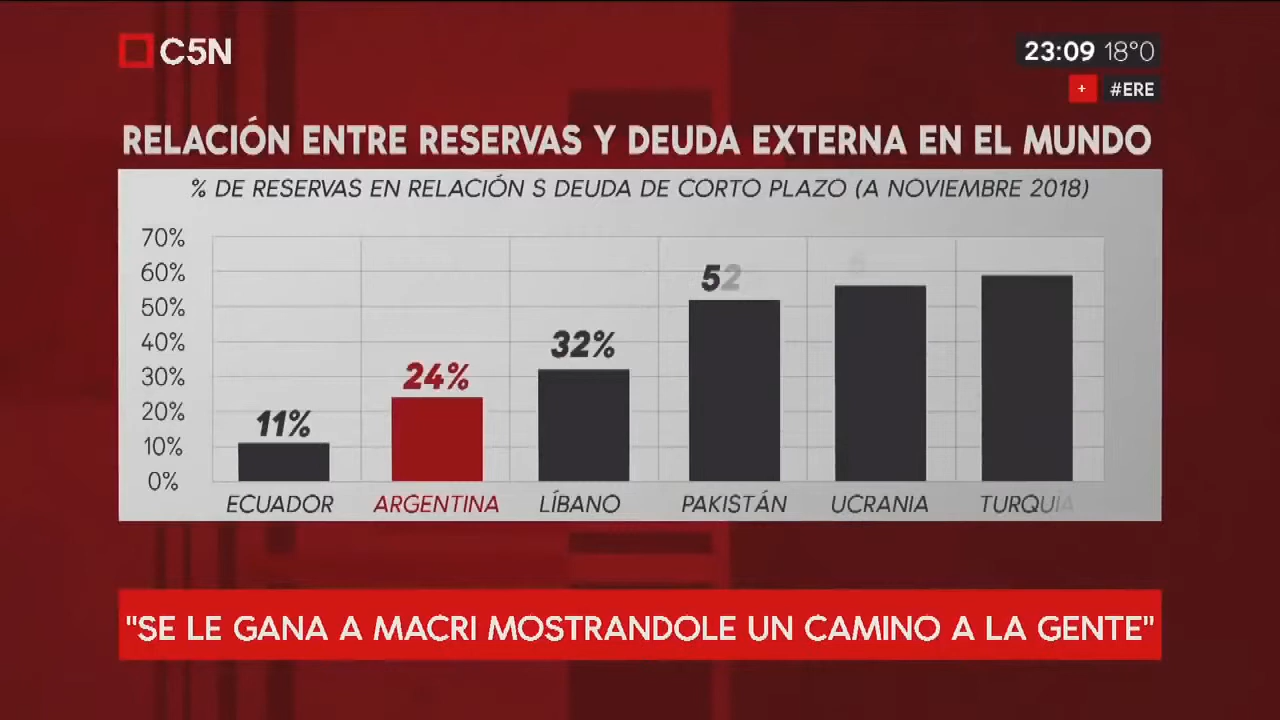 C5N
23:09 18°0
+ #ERE
RELACIÓN ENTRE RESERVAS Y DEUDA EXTERNA EN EL MUNDO
% DE RESERVAS EN RELACIÓN S DEUDA DE CORTO PLAZO (A NOVIEMBRE 2018)
70%
60%
50%
40%
30%
20%
10%
0%
11%
24%
32%
52
ECUADOR ARGENTINA LÍBANO PAKISTÁN UCRANIA TURQUÍA
"SE LE GANA A MACRI MOSTRANDOLE UN CAMINO A LA GENTE"